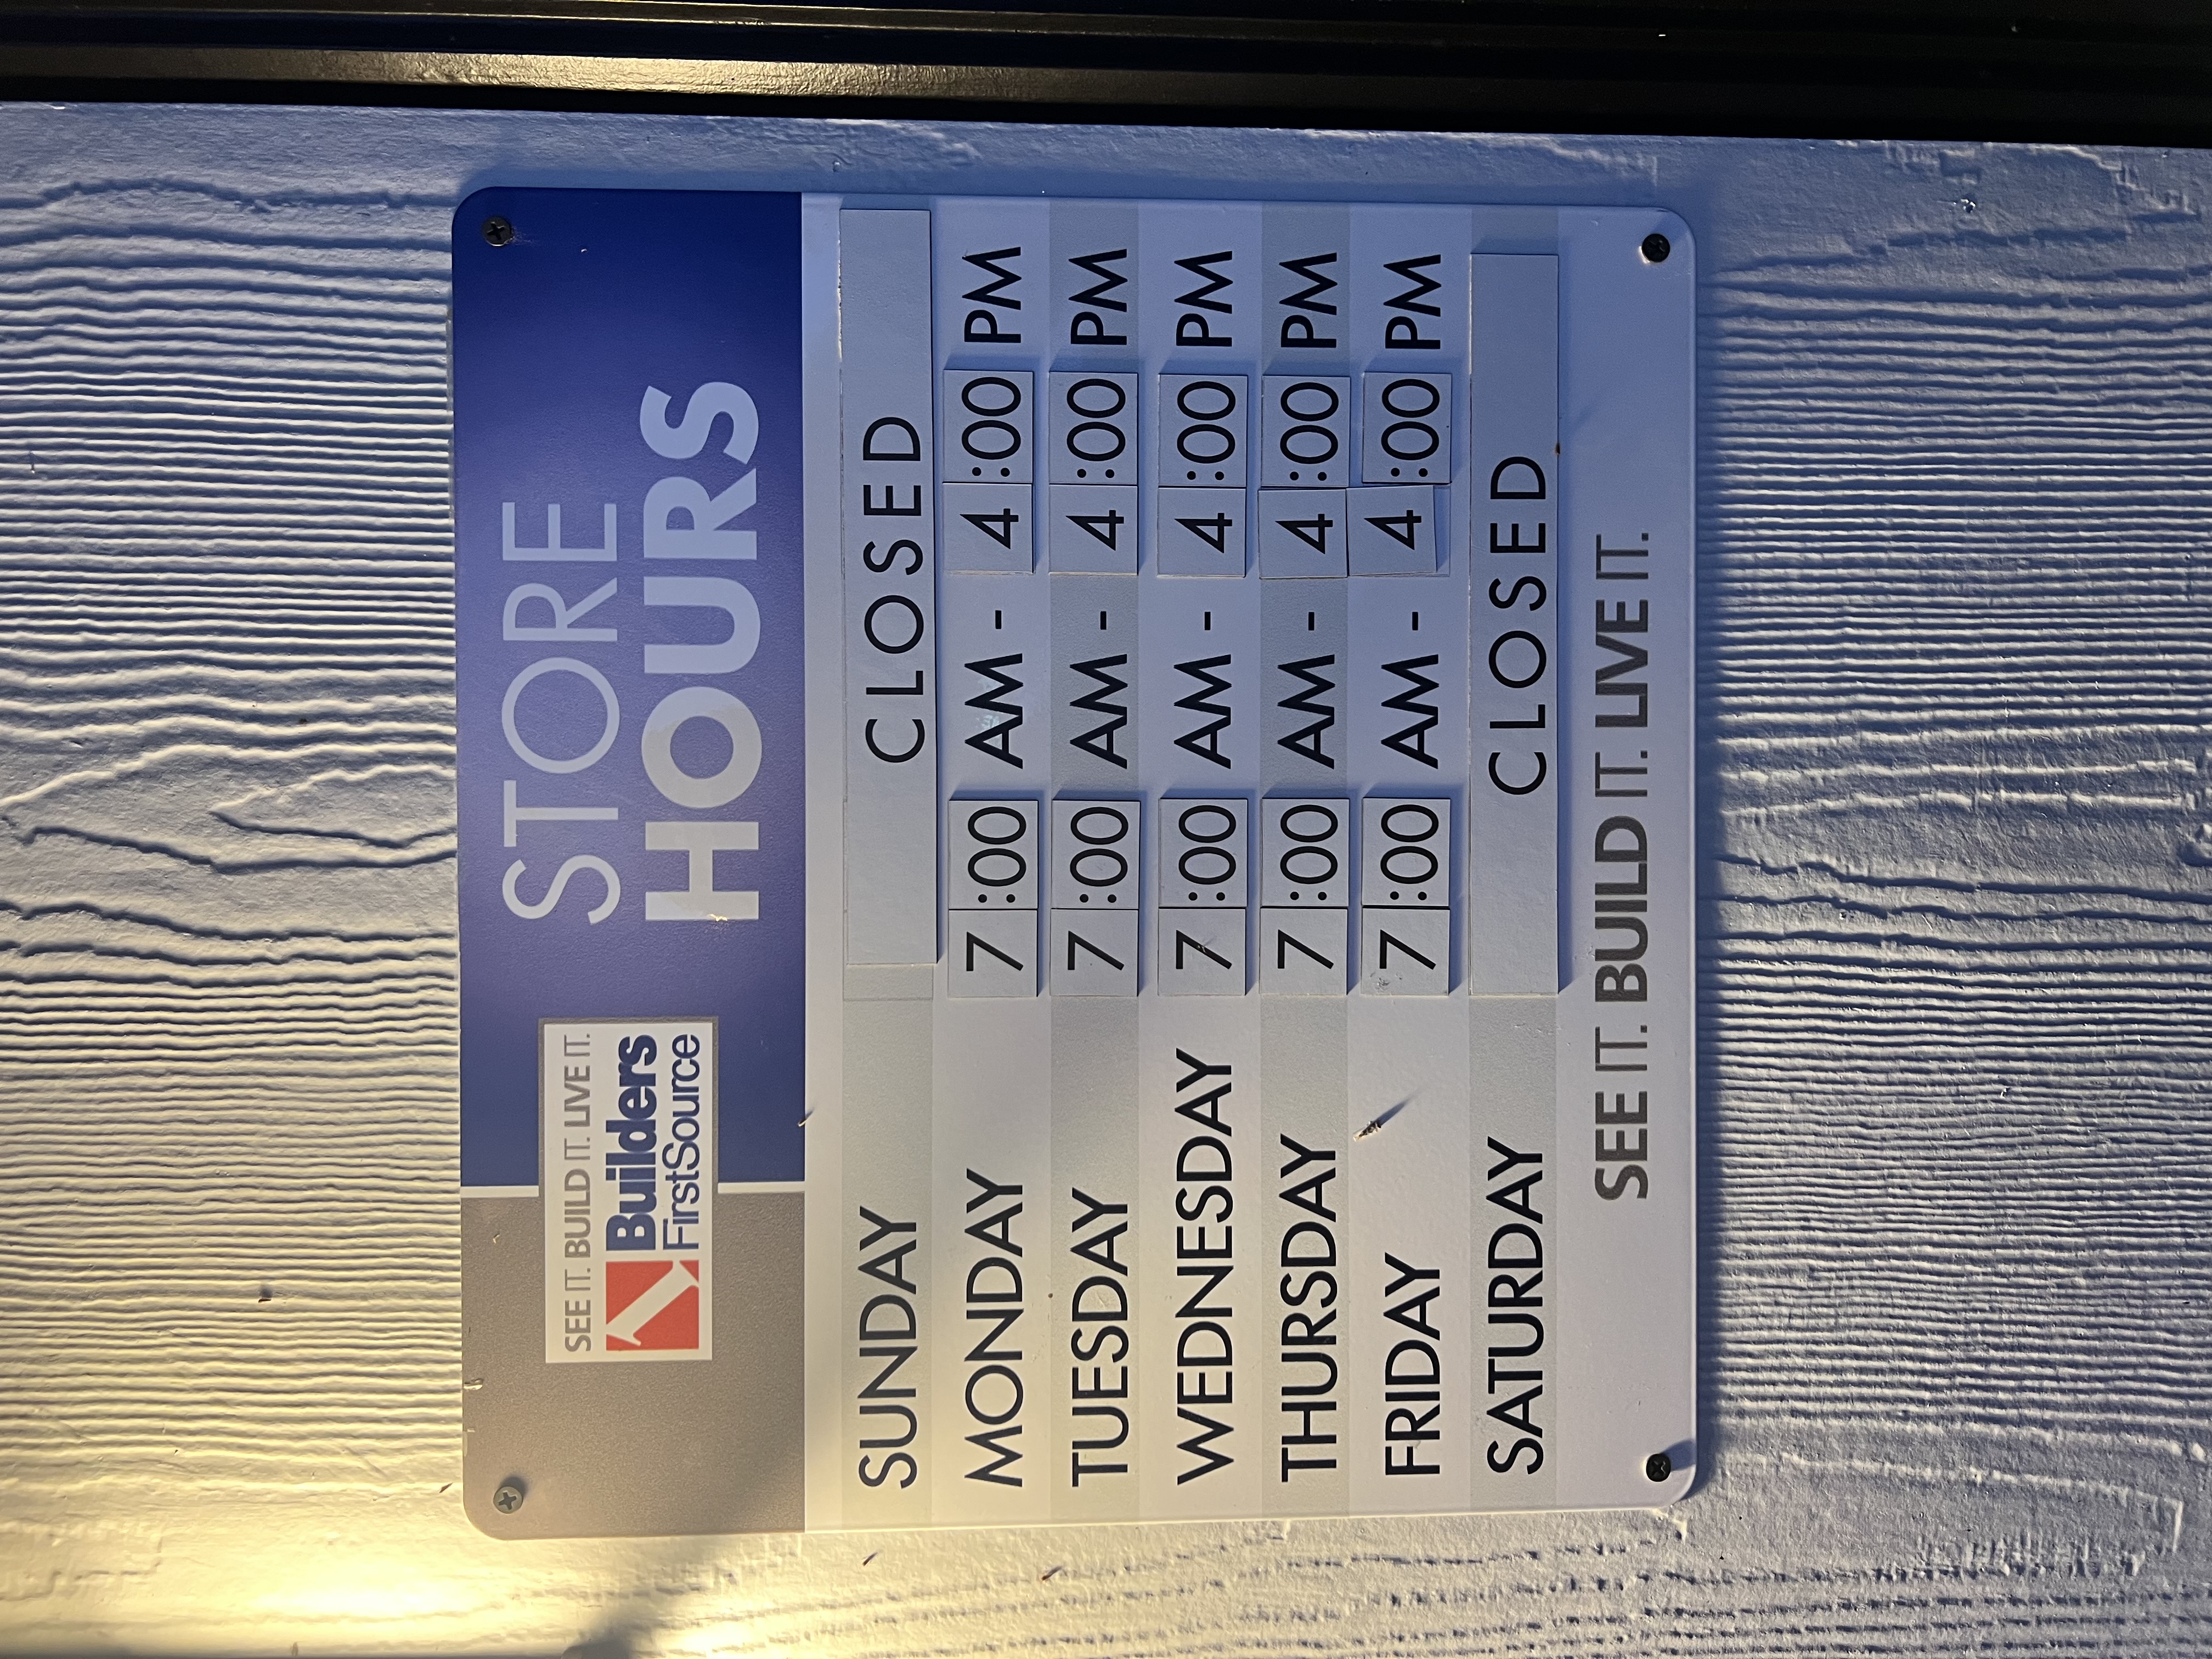 SEE IT. BUILD IT. LIVE IT.
Builders
FirstSource
STORE
HOURS
SUNDAY CLOSED
MONDAY 7:00 AM - 4:00 PM
TUESDAY 7:00 AM - 4:00 PM
WEDNESDAY 7:00 AM - 4:00 PM
THURSDAY 7:00 AM - 4:00 PM
FRIDAY 7:00 AM - 4:00 PM
SATURDAY CLOSED
SEE IT. BUILD IT. LIVE IT.